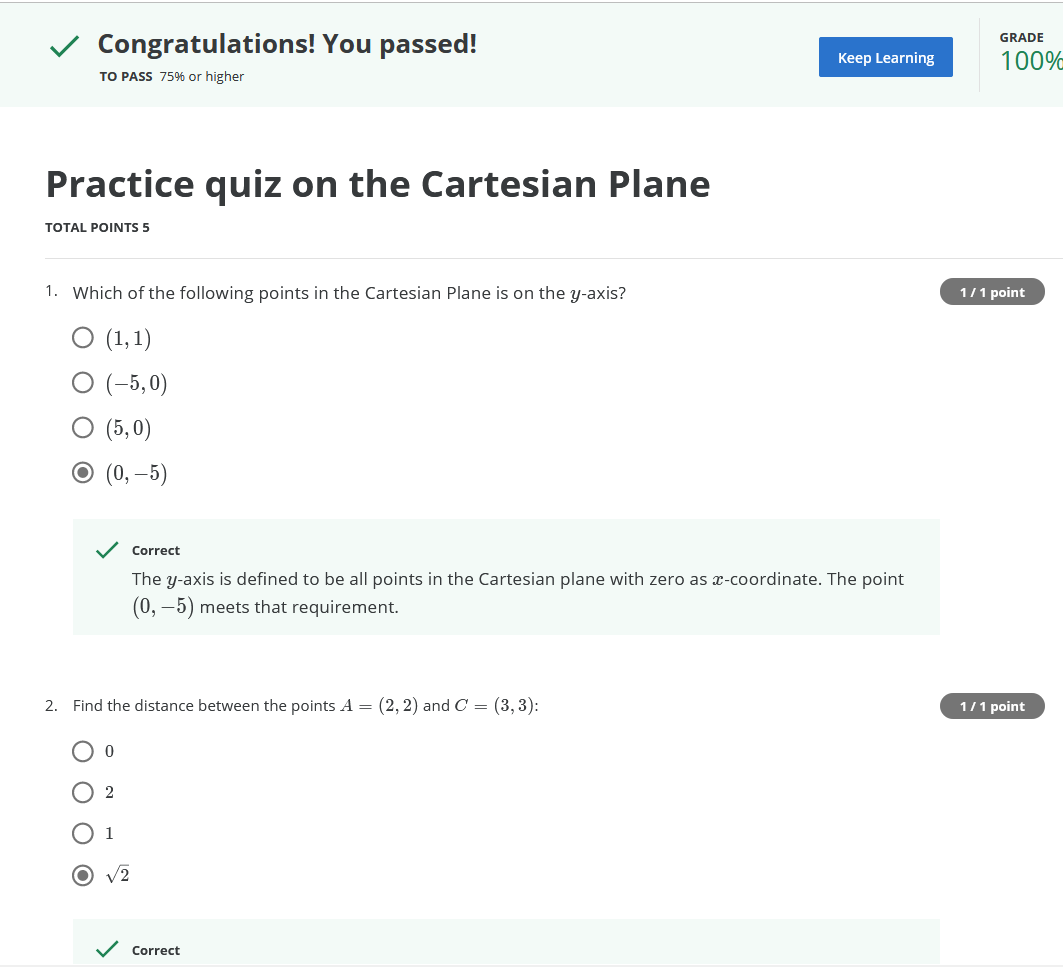 Congratulations! You passed!
TO PASS 75% or higher
Keep Learning
GRADE
100%
Practice quiz on the Cartesian Plane
TOTAL POINTS 5
1. Which of the following points in the Cartesian Plane is on the y-axis?
1 / 1 point
(1, 1)
(−5, 0)
(5, 0)
(0, −5)
Correct
The y-axis is defined to be all points in the Cartesian plane with zero as x-coordinate. The point
(0, −5) meets that requirement.
2. Find the distance between the points A = (2, 2) and C = (3, 3):
1 / 1 point
0
2
1
√2
Correct